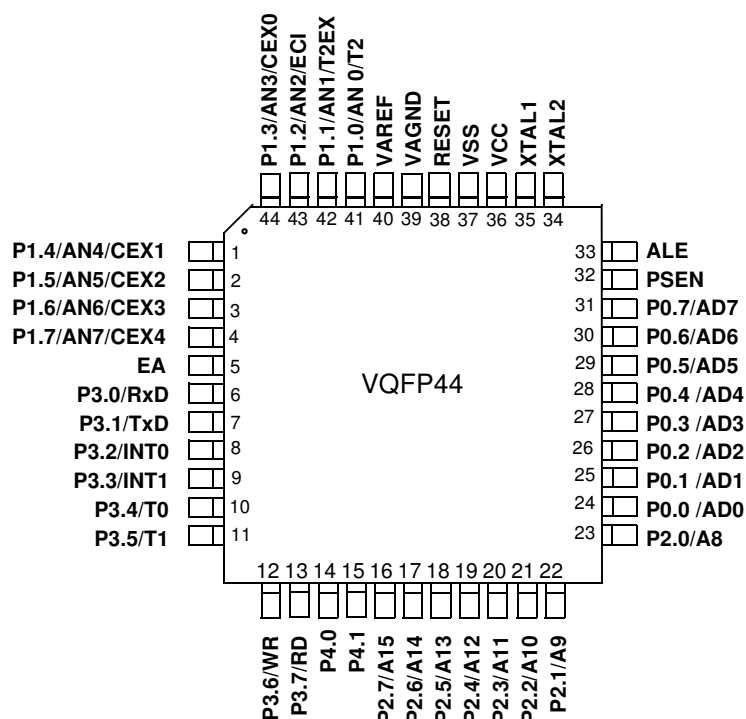 P1.3/AN3/CEX0
P1.2/AN2/ECI
P1.1/AN1/T2EX
P1.0/AN 0/T2
VAREF
VAGND
RESET
VSS
VCC
XTAL1
XTAL2
44 43 42 41 40 39 38 37 36 35 34
P1.4/AN4/CEX1 1
P1.5/AN5/CEX2 2
P1.6/AN6/CEX3 3
P1.7/AN7/CEX4 4
EA 5
P3.0/RxD 6
P3.1/TxD 7
P3.2/INT0 8
P3.3/INT1 9
P3.4/T0 10
P3.5/T1 11
VQFP44
33 ALE
32 PSEN
31 P0.7/AD7
30 P0.6/AD6
29 P0.5/AD5
28 P0.4 /AD4
27 P0.3 /AD3
26 P0.2 /AD2
25 P0.1 /AD1
24 P0.0 /AD0
23 P2.0/A8
12 13 14 15 16 17 18 19 20 21 22
P3.6/WR
P3.7/RD
P4.0
P4.1
P2.7/A15
P2.6/A14
P2.5/A13
P2.4/A12
P2.3/A11
P2.2/A10
P2.1/A9